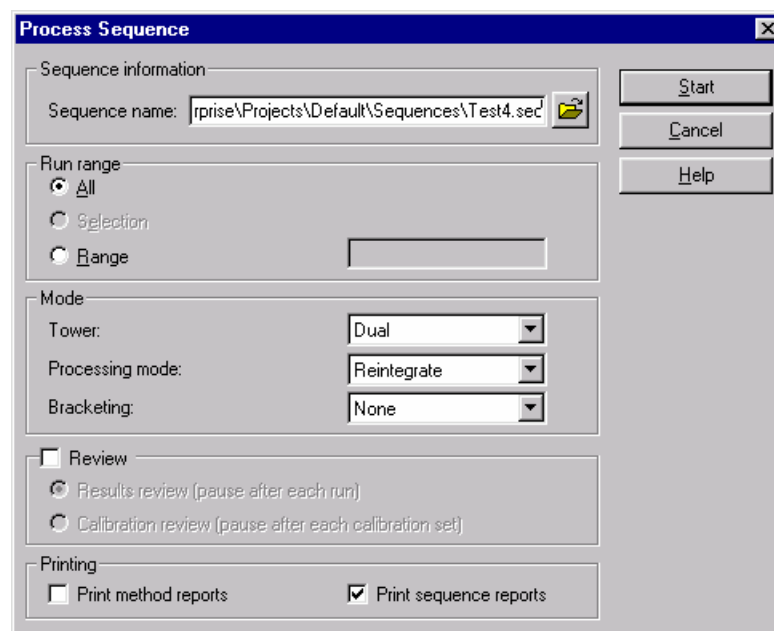 Process Sequence
Sequence information
Sequence name: rprise\Projects\Default\Sequences\Test4.sec
Start
Cancel
Help
Run range
All
Selection
Range
Mode
Tower: Dual
Processing mode: Reintegrate
Bracketing: None
Review
Results review (pause after each run)
Calibration review (pause after each calibration set)
Printing
Print method reports Print sequence reports